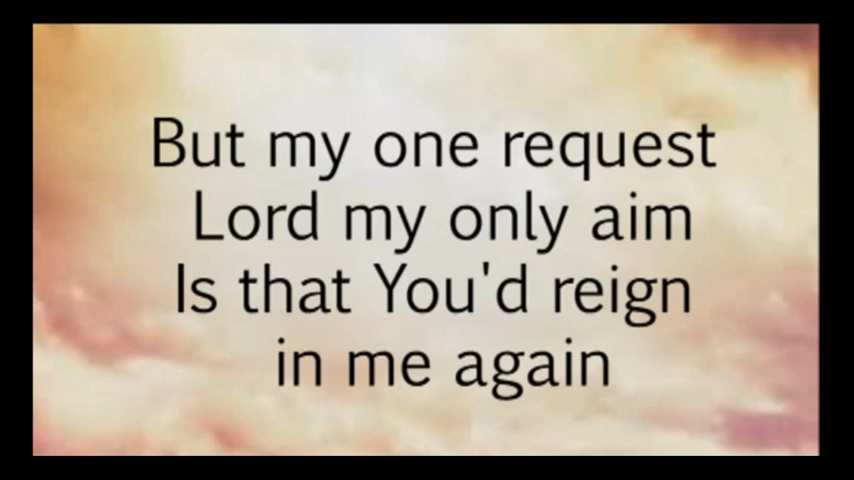 But my one request
Lord my only aim
Is that You'd reign
in me again